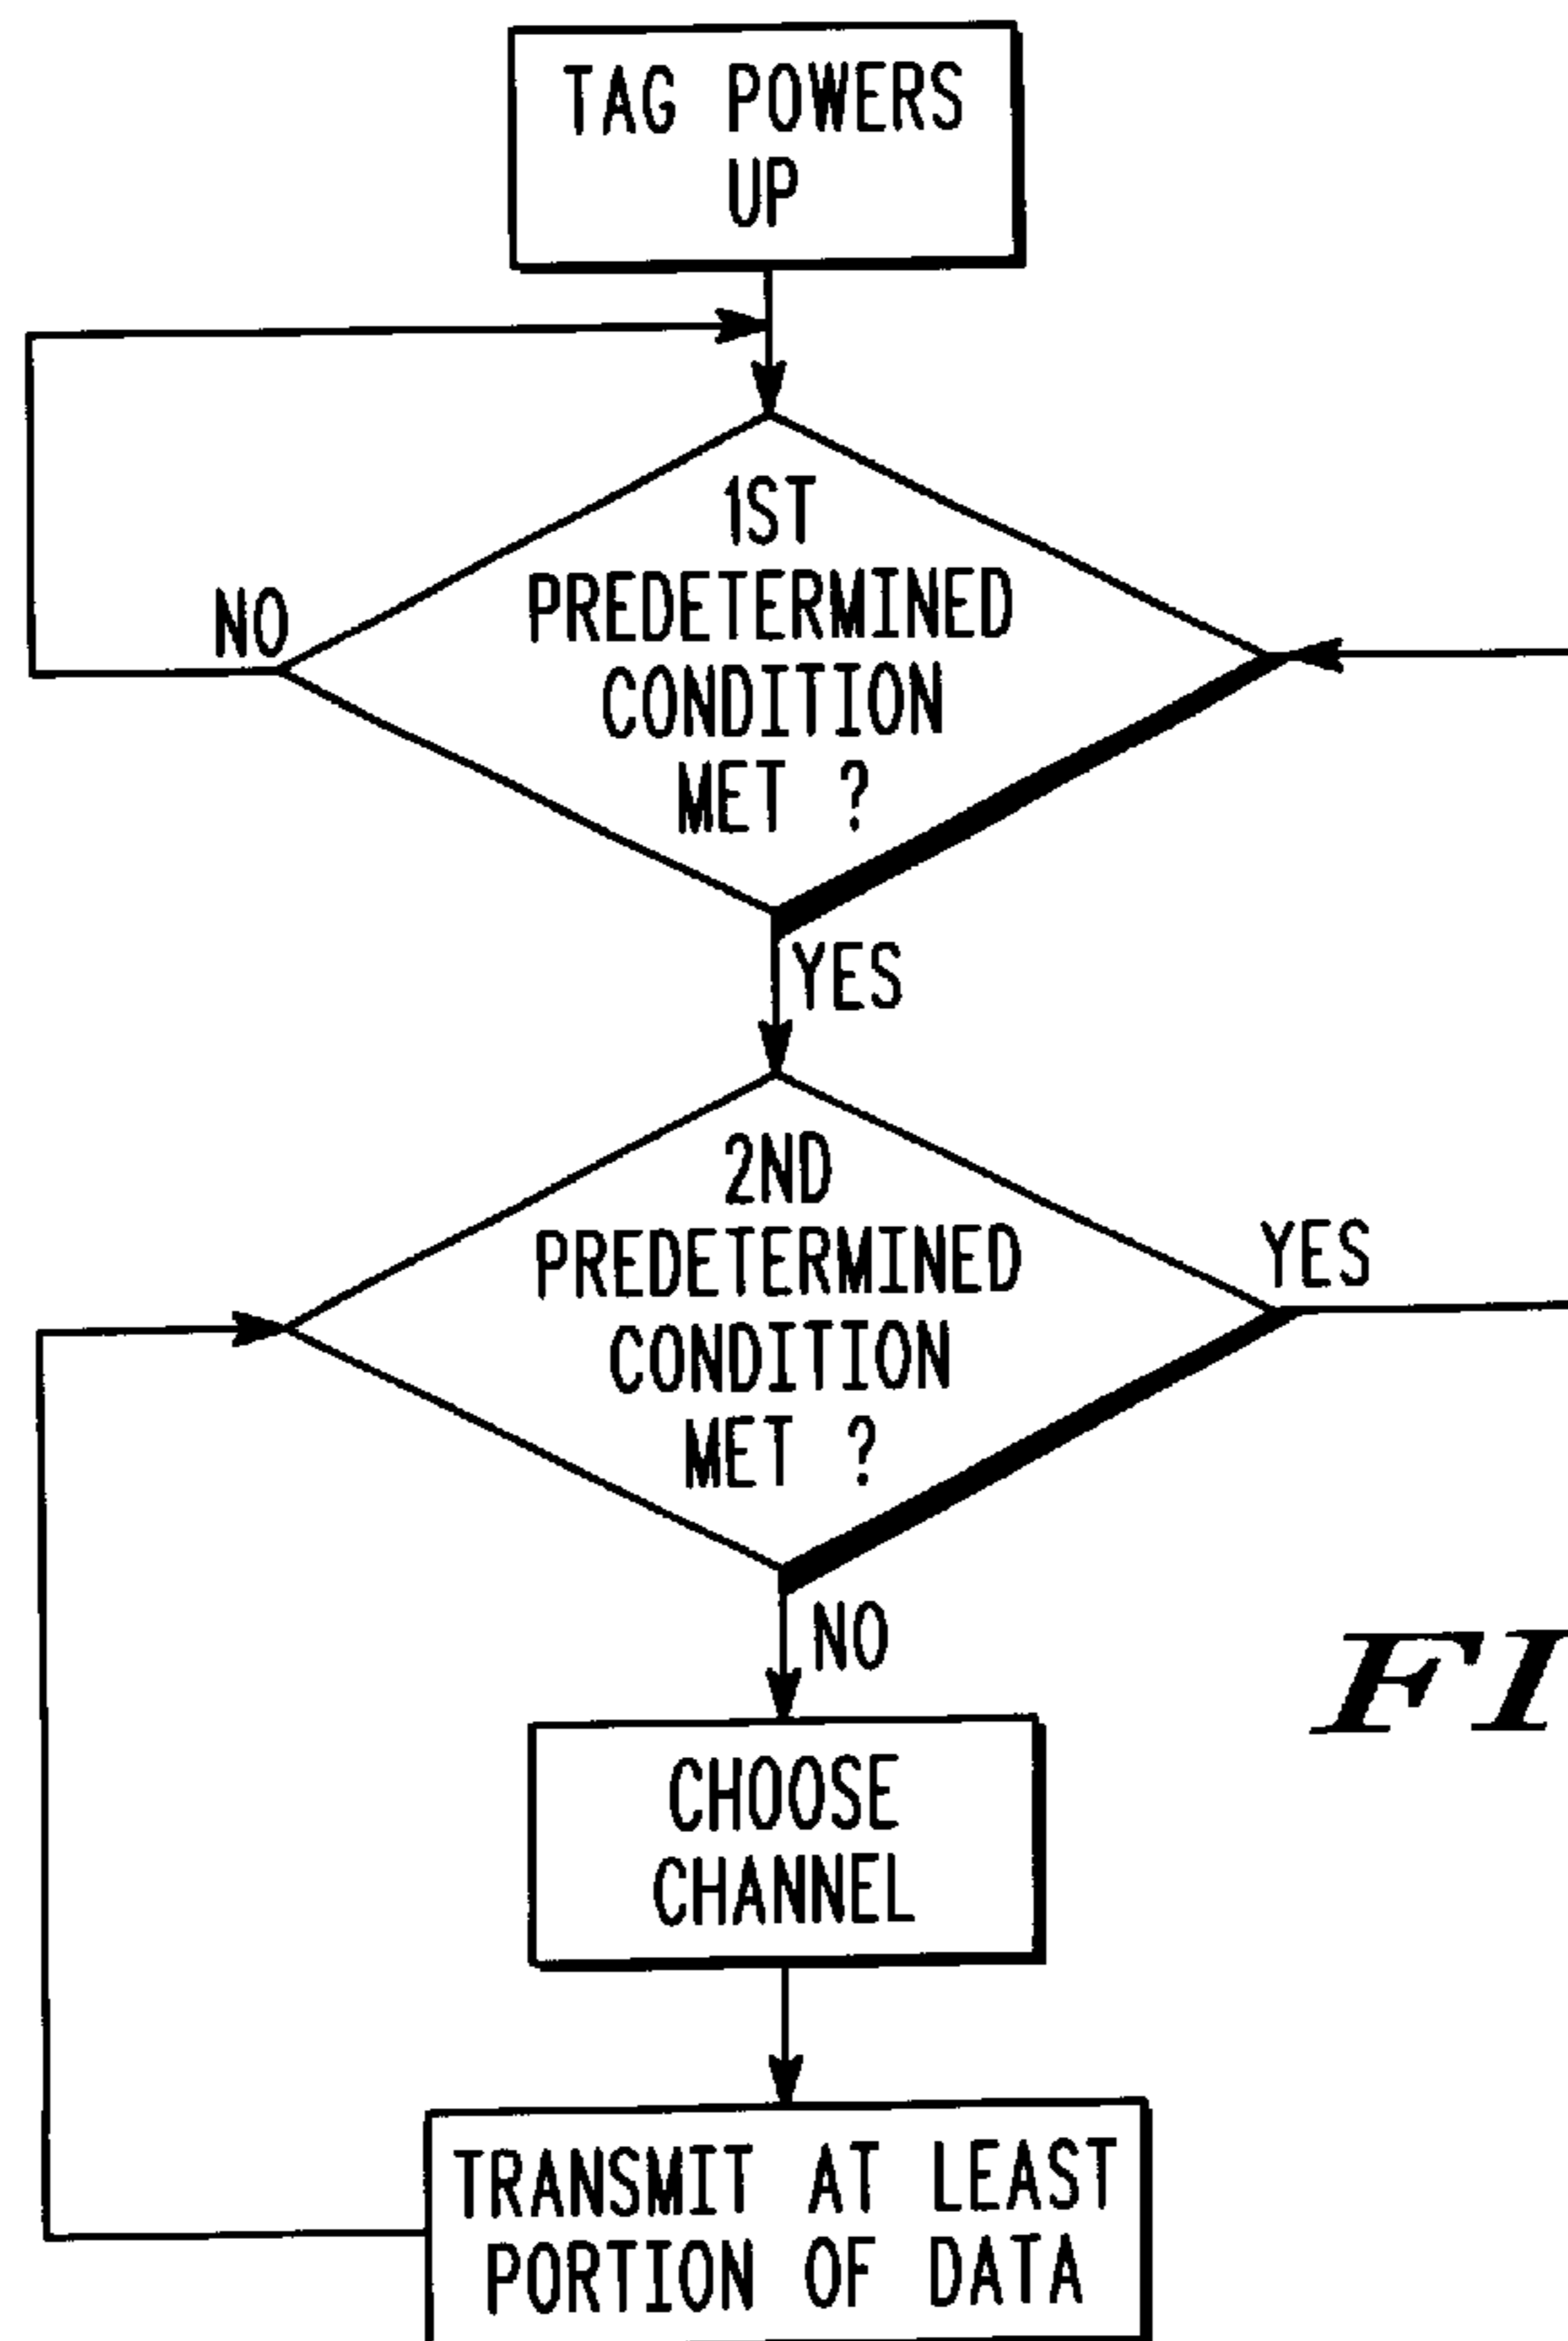 TAG POWERS
UP
1ST
PREDETERMINED
CONDITION
MET ?
NO
YES
2ND
PREDETERMINED
CONDITION
MET ?
YES
NO
FI
CHOOSE
CHANNEL
TRANSMIT AT LEAST
PORTION OF DATA